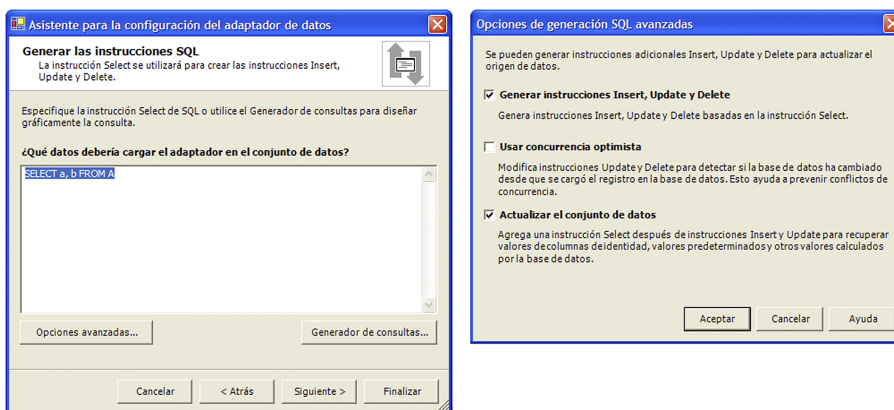 Asistente para la configuración del adaptador de datos
Generar las instrucciones SQL
La instrucción Select se utilizará para crear las instrucciones Insert,
Update y Delete.
Especifique la instrucción Select de SQL o utilice el Generador de consultas para diseñar
gráficamente la consulta.
¿Qué datos debería cargar el adaptador en el conjunto de datos?
SELECT a, b FROM A
Opciones avanzadas...
Generador de consultas...
Cancelar
< Atrás
Siguiente >
Finalizar
Opciones de generación SQL avanzadas
Se pueden generar instrucciones adicionales Insert, Update y Delete para actualizar el
origen de datos.
Generar instrucciones Insert, Update y Delete
Genera instrucciones Insert, Update y Delete basadas en la instrucción Select.
Usar concurrencia optimista
Modifica instrucciones Update y Delete para detectar si la base de datos ha cambiado
desde que se cargó el registro en la base de datos. Esto ayuda a prevenir conflictos de
concurrencia.
Actualizar el conjunto de datos
Agrega una instrucción Select después de instrucciones Insert y Update para recuperar
valores de columnas de identidad, valores predeterminados y otros valores calculados
por la base de datos.
Aceptar
Cancelar
Ayuda